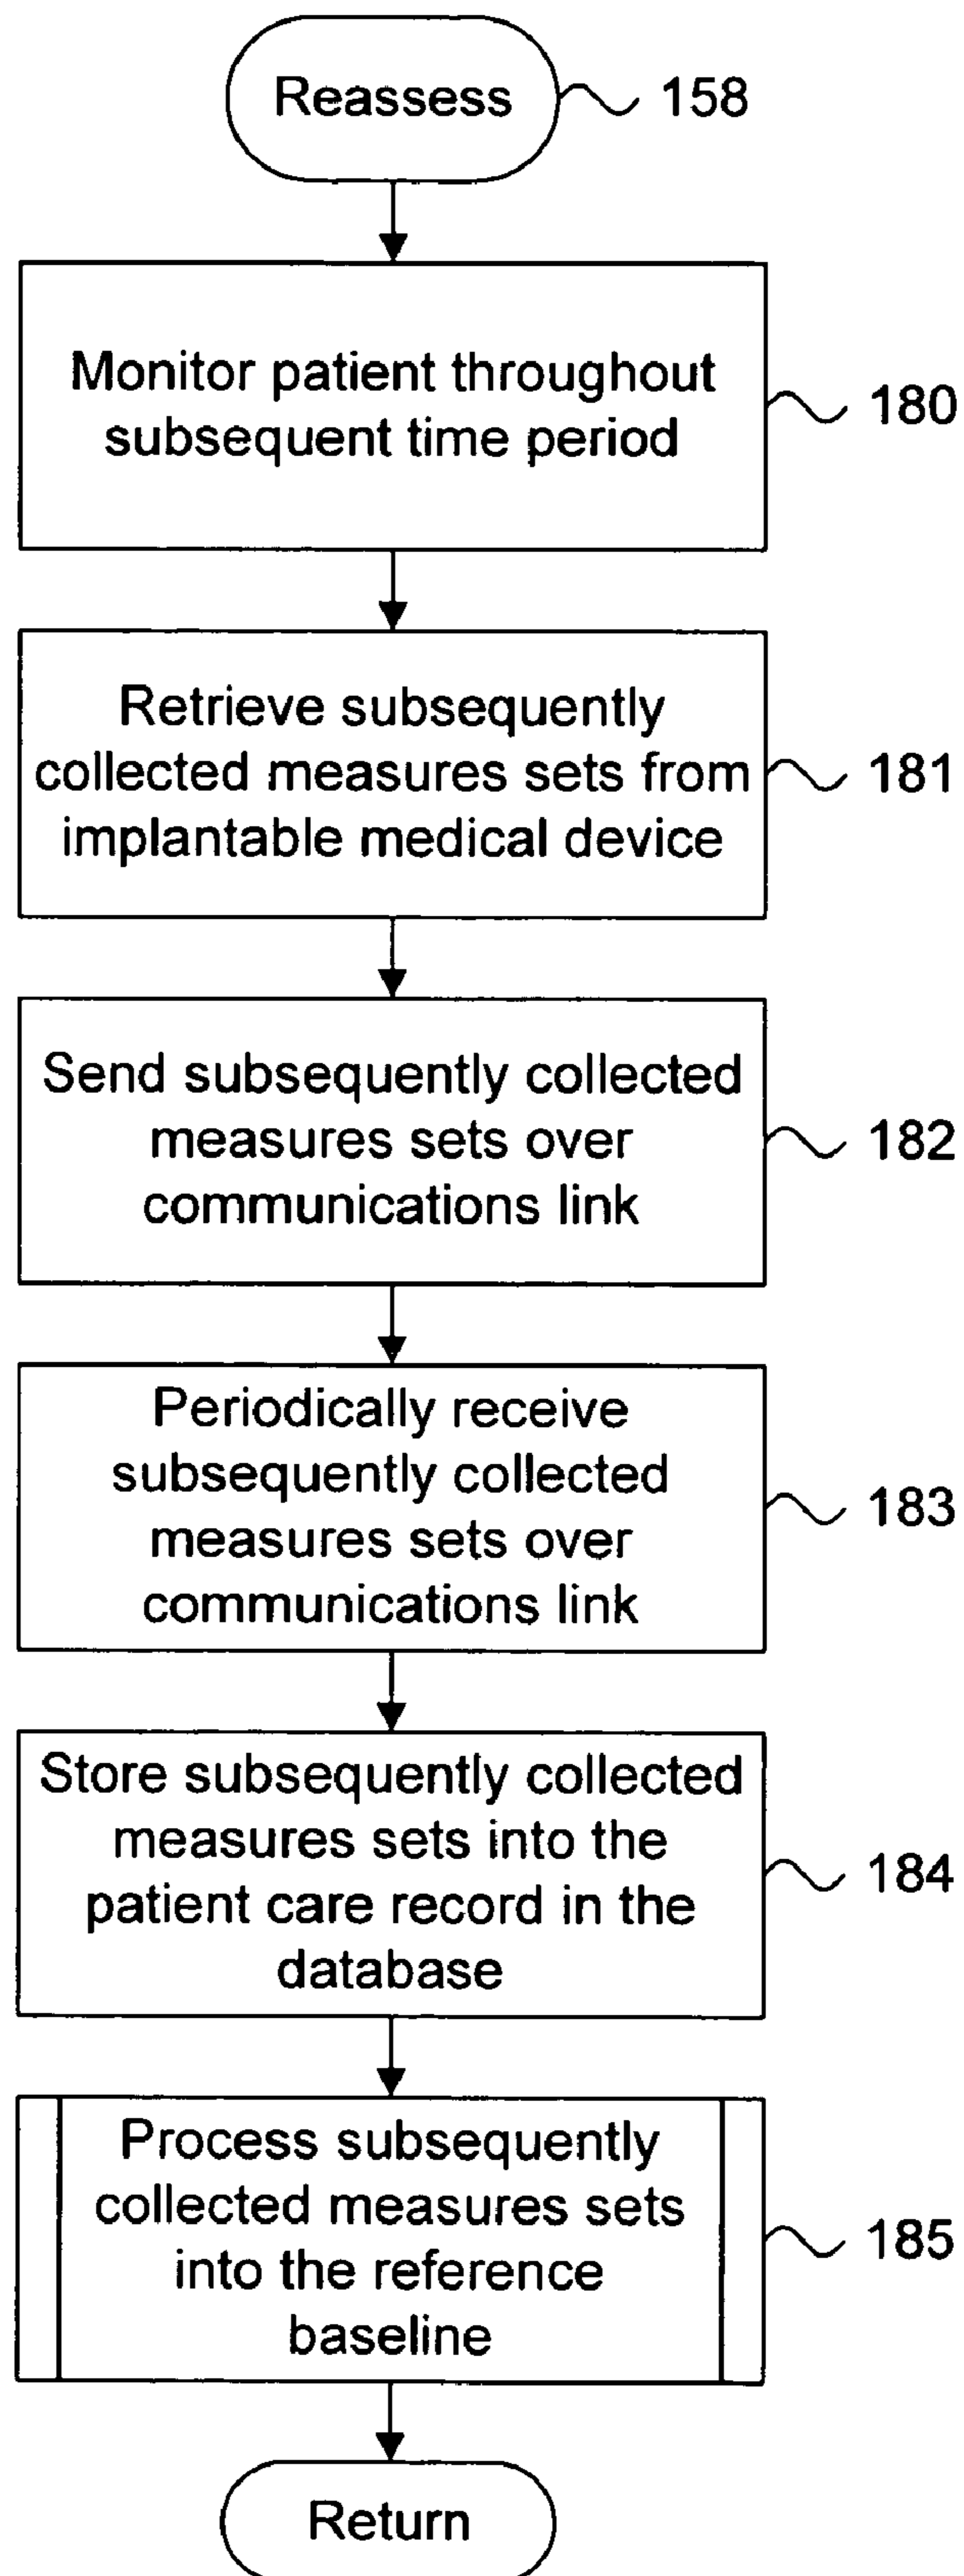 Reassess
158
Monitor patient throughout
subsequent time period
180
Retrieve subsequently
collected measures sets from
implantable medical device
181
Send subsequently collected
measures sets over
communications link
182
Periodically receive
subsequently collected
measures sets over
communications link
183
Store subsequently collected
measures sets into the
patient care record in the
database
184
Process subsequently
collected measures sets
into the reference
baseline
185
Return